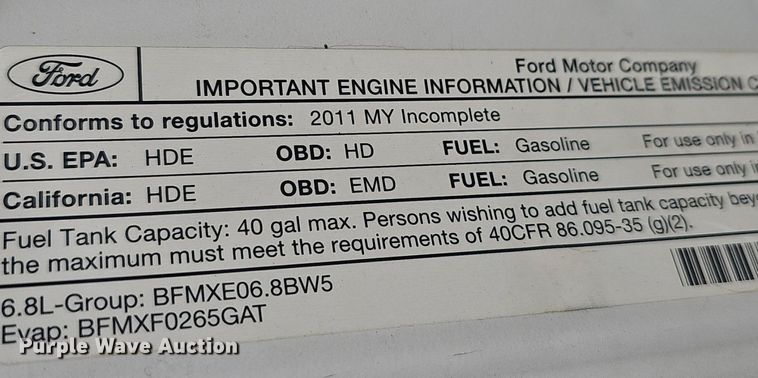 Ford
Ford Motor Company
IMPORTANT ENGINE INFORMATION / VEHICLE EMISSION
Conforms to regulations: 2011 MY Incomplete
U.S. EPA: HDE OBD: HD FUEL: Gasoline For use only in
California: HDE OBD: EMD FUEL: Gasoline For use only
Fuel Tank Capacity: 40 gal max. Persons wishing to add fuel tank capacity
the maximum must meet the requirements of 40CFR 86.095-35 (g)(2).
6.8L-Group: BFMXE06.8BW5
Evap: BFMXF0265GAT
Purple Wave Auction